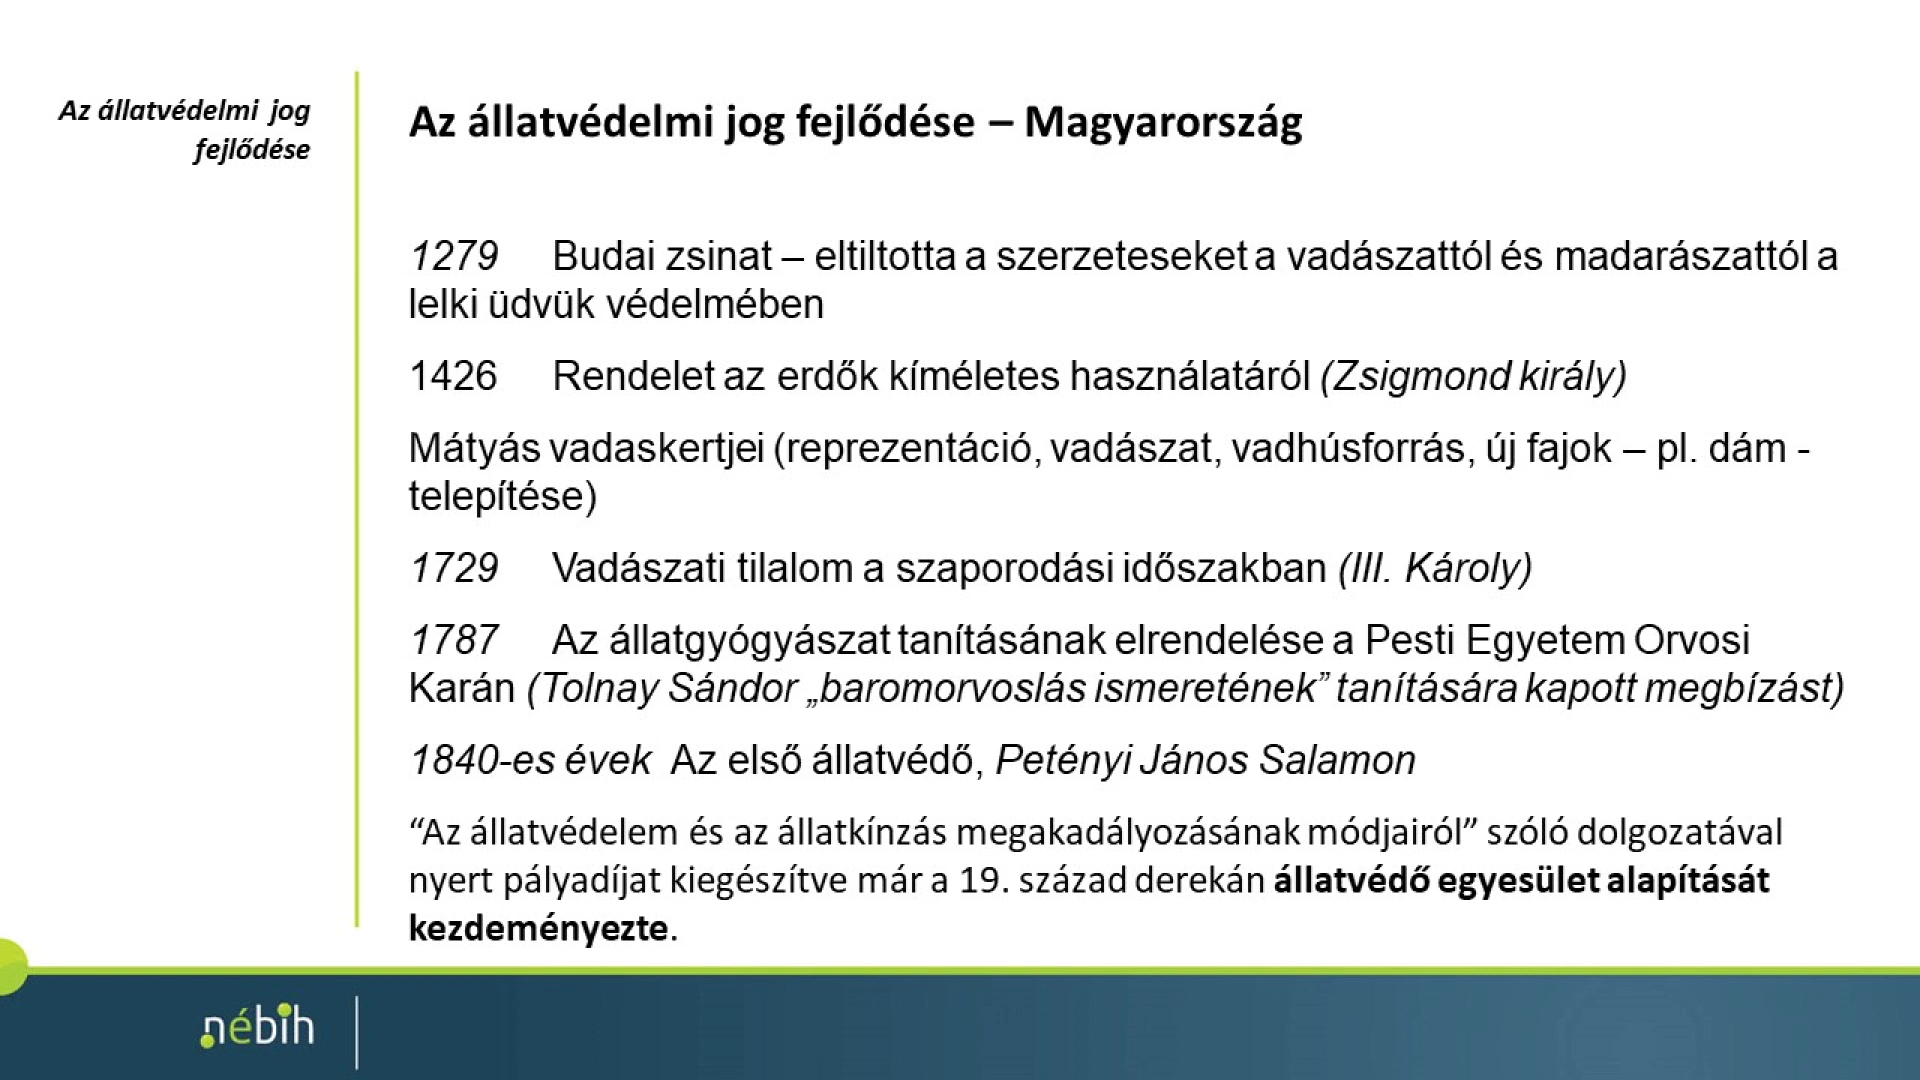 Az állatvédelmi jog
fejlődése
Az állatvédelmi jog fejlődése – Magyarország
1279 Budai zsinat – eltiltotta a szerzeteseket a vadászattól és madarászattól a
lelki üdvük védelmében
1426 Rendelet az erdők kíméletes használatáról (Zsigmond király)
Mátyás vadaskertjei (reprezentáció, vadászat, vadhúsforrás, új fajok – pl. dám -
telepítése)
1729 Vadászati tilalom a szaporodási időszakban (III. Károly)
1787 Az állatgyógyászat tanításának elrendelése a Pesti Egyetem Orvosi
Karán (Tolnay Sándor „baromorvoslás ismeretének” tanítására kapott megbízást)
1840-es évek Az első állatvédő, Petényi János Salamon
“Az állatvédelem és az állatkínzás megakadályozásának módjairól” szóló dolgozatával
nyert pályadíjat kiegészítve már a 19. század derekán állatvédő egyesület alapítását
kezdeményezte.
nébih